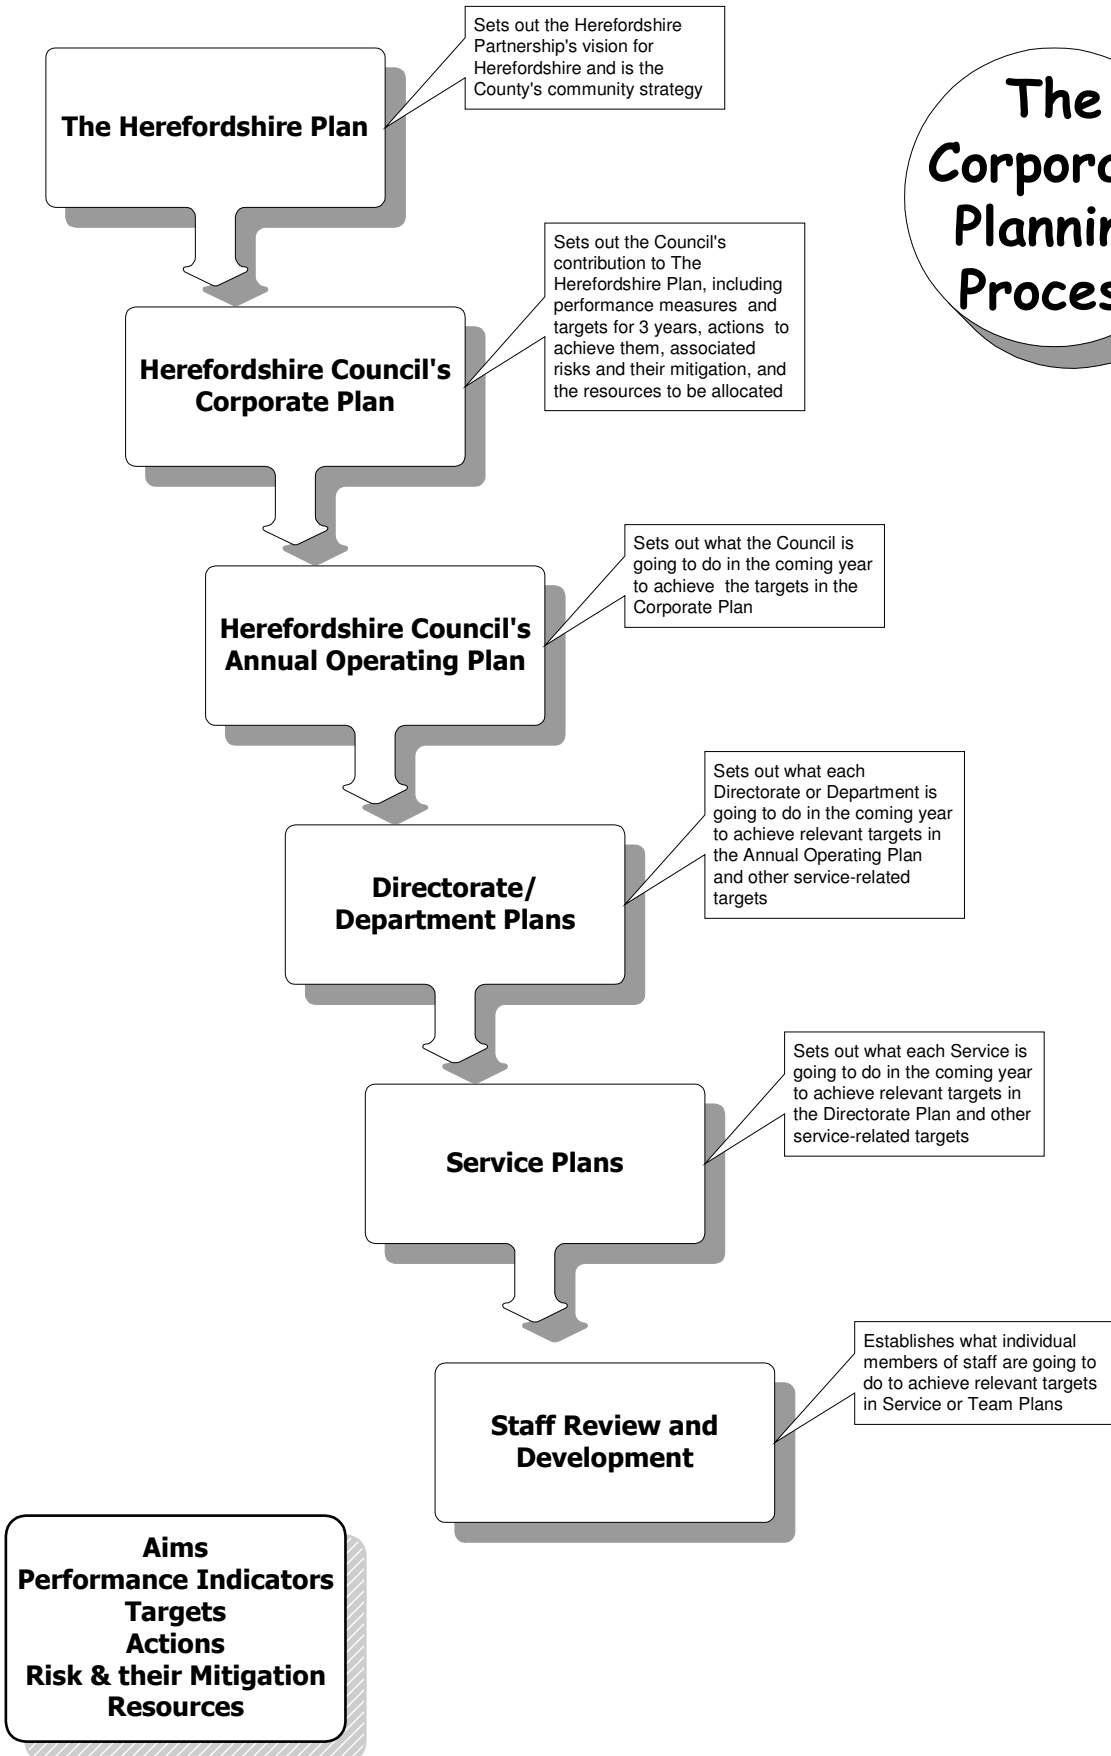 Sets out the Herefordshire
Partnership's vision for
Herefordshire and is the
County's community strategy
The Herefordshire Plan
The
Planning
Sets out the Council's
contribution to The
Herefordshire Plan, including
performance measures and
targets for 3 years, actions to
achieve them, associated
risks and their mitigation, and
the resources to be allocated
Herefordshire Council's
Corporate Plan
Sets out what the Council is
going to do in the coming year
to achieve the targets in the
Corporate Plan
Herefordshire Council's
Annual Operating Plan
Sets out what each
Directorate or Department is
going to do in the coming year
to achieve relevant targets in
the Annual Operating Plan
and other service-related
targets
Directorate/
Department Plans
Sets out what each Service is
going to do in the coming year
to achieve relevant targets in
the Directorate Plan and other
service-related targets
Service Plans
Establishes what individual
members of staff are going to
do to achieve relevant targets
in Service or Team Plans
Staff Review and
Development
Aims
Performance Indicators
Targets
Actions
Risk & their Mitigation
Resources